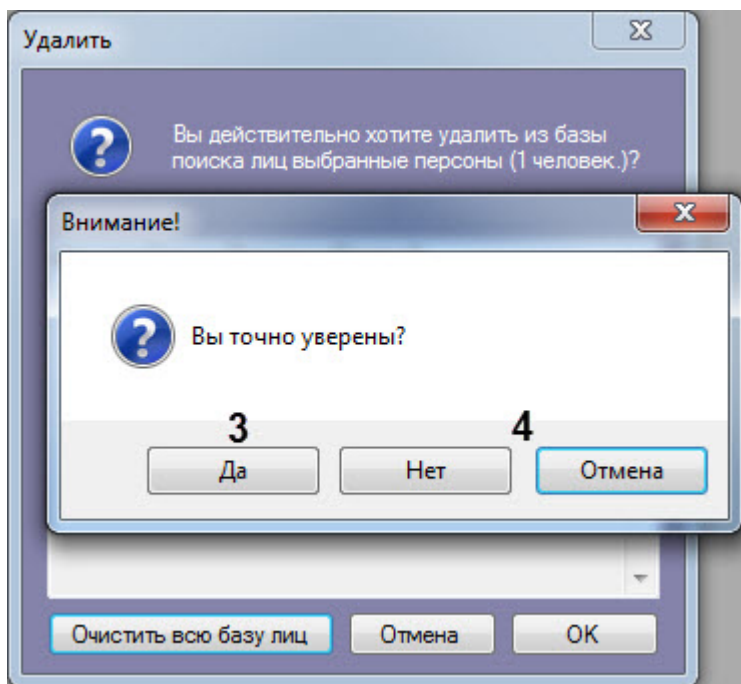 Удалить
Вы действительно хотите удалить из базы
поиска лиц выбранные персоны (1 человек.)?
Внимание!
Вы точно уверены?
3 4
Да Нет Отмена
Очистить всю базу лиц Отмена OK